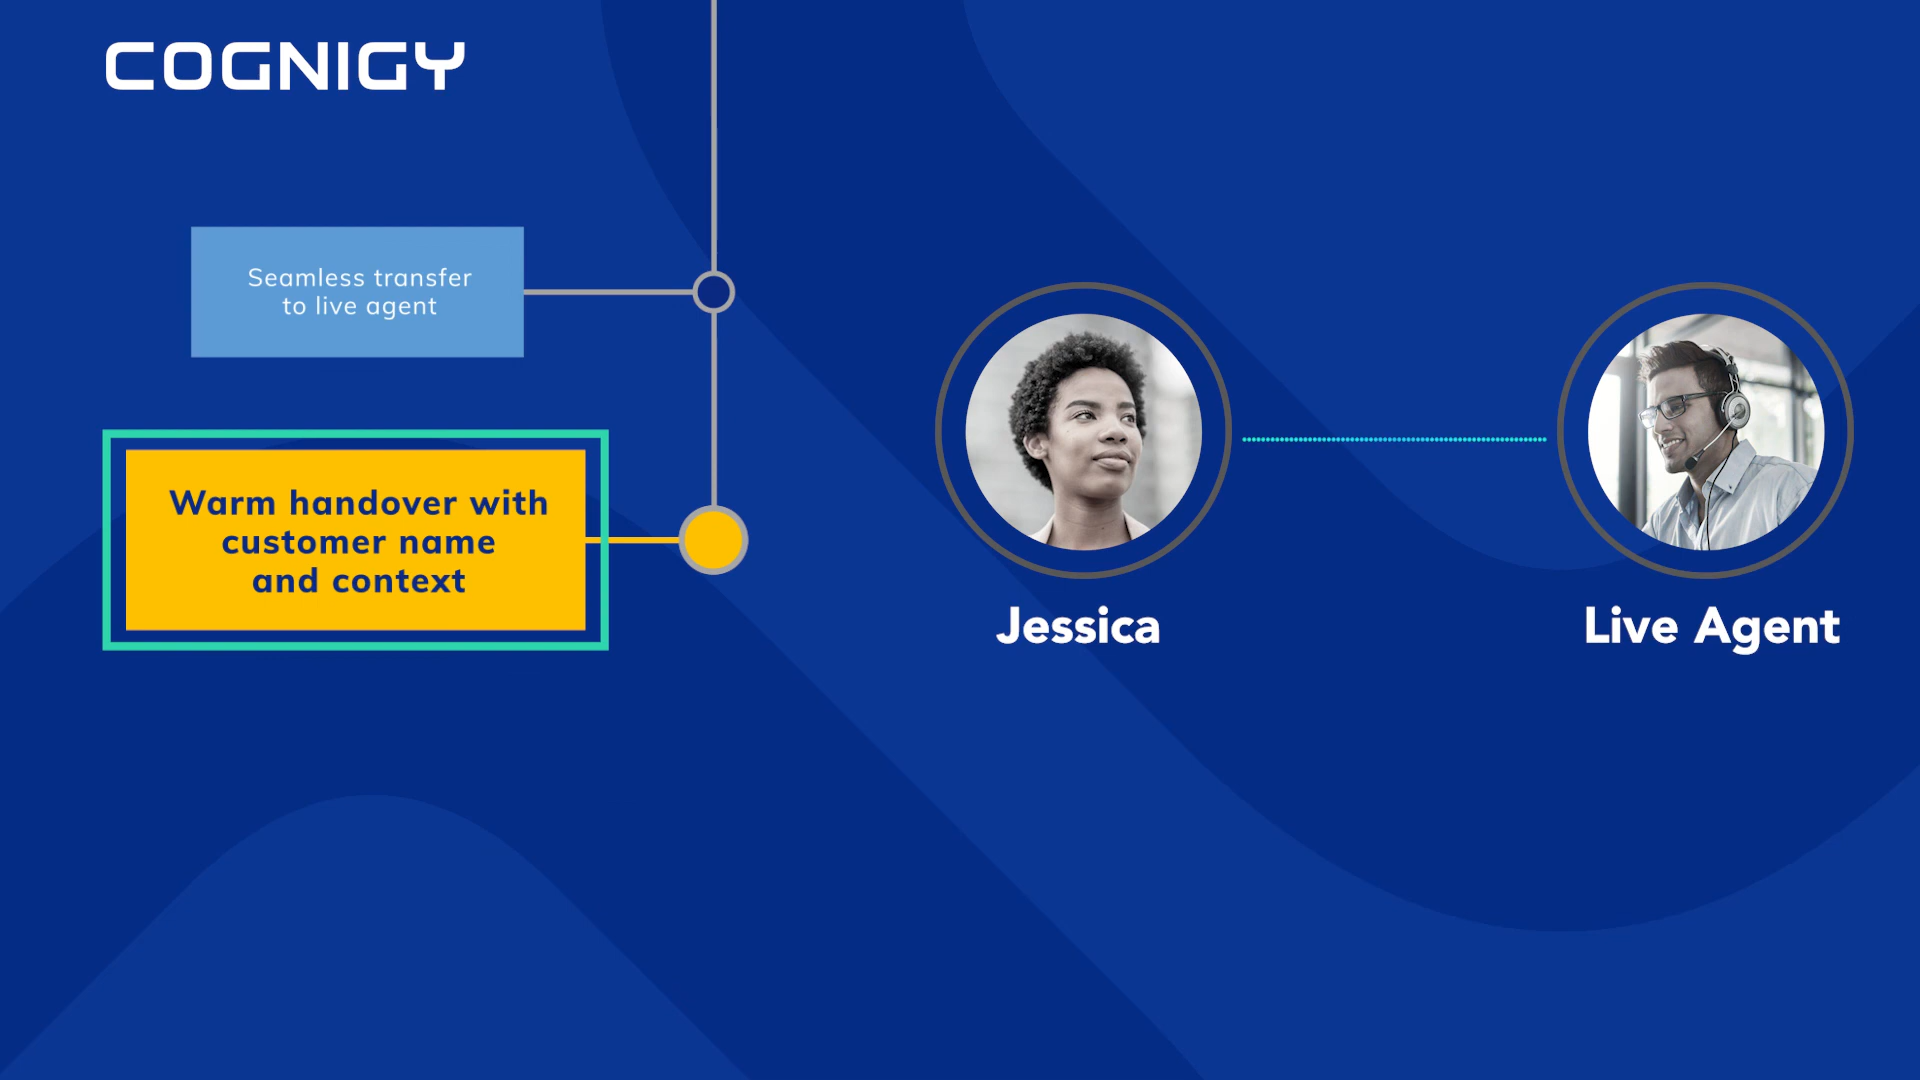 COGNIGY
Seamless transfer
to live agent
Warm handover with
customer name
and context
Jessica
Live Agent